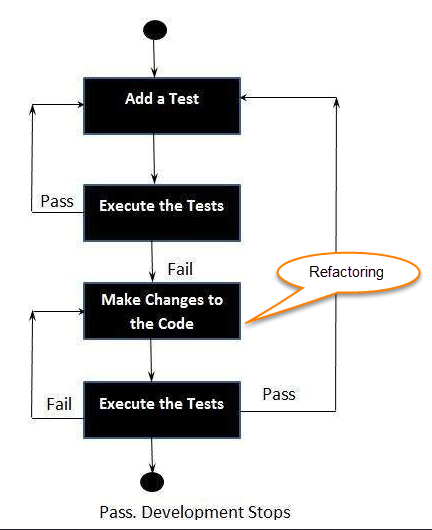 Add a Test
Pass
Execute the Tests
Fail
Refactoring
Make Changes to
the Code
Fail
Execute the Tests
Pass
Pass. Development Stops